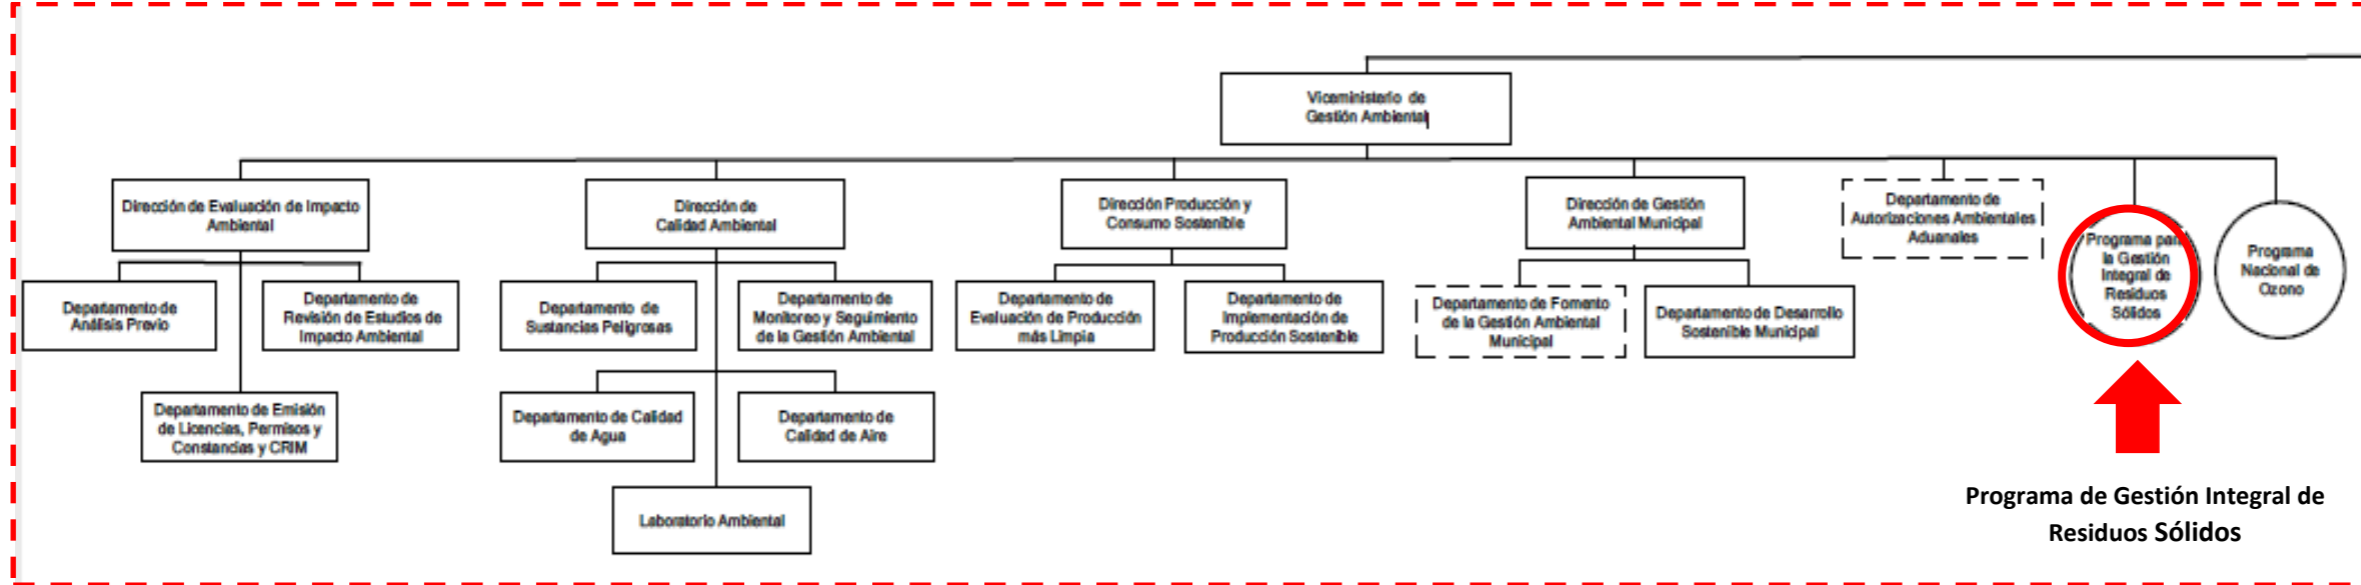 Viceministerio de
Gestión Ambiental
Dirección de Evaluación de Impacto
Ambiental
Dirección de
Calidad Ambiental
Dirección Producción y
Consumo Sostenible
Dirección de Gestión
Ambiental Municipal
Departamento de
Autorizaciones Ambientales
Aduanales
Programa para
la Gestión
Integral de
Residuos
Sólidos
Programa
Nacional de
Ozono
Departamento de
Análisis Previo
Departamento de
Revisión de Estudios de
Impacto Ambiental
Departamento de
Sustancias Peligrosas
Departamento de
Monitoreo y Seguimiento
de la Gestión Ambiental
Departamento de
Evaluación de Producción
más Limpia
Departamento de
Implementación de
Producción Sostenible
Departamento de Fomento
de la Gestión Ambiental
Municipal
Departamento de Desarrollo
Sostenible Municipal
Departamento de Emisión
de Licencias, Permisos y
Constancias y CRIM
Departamento de Calidad
de Agua
Departamento de
Calidad de Aire
Laboratorio Ambiental
Programa de Gestión Integral de
Residuos Sólidos